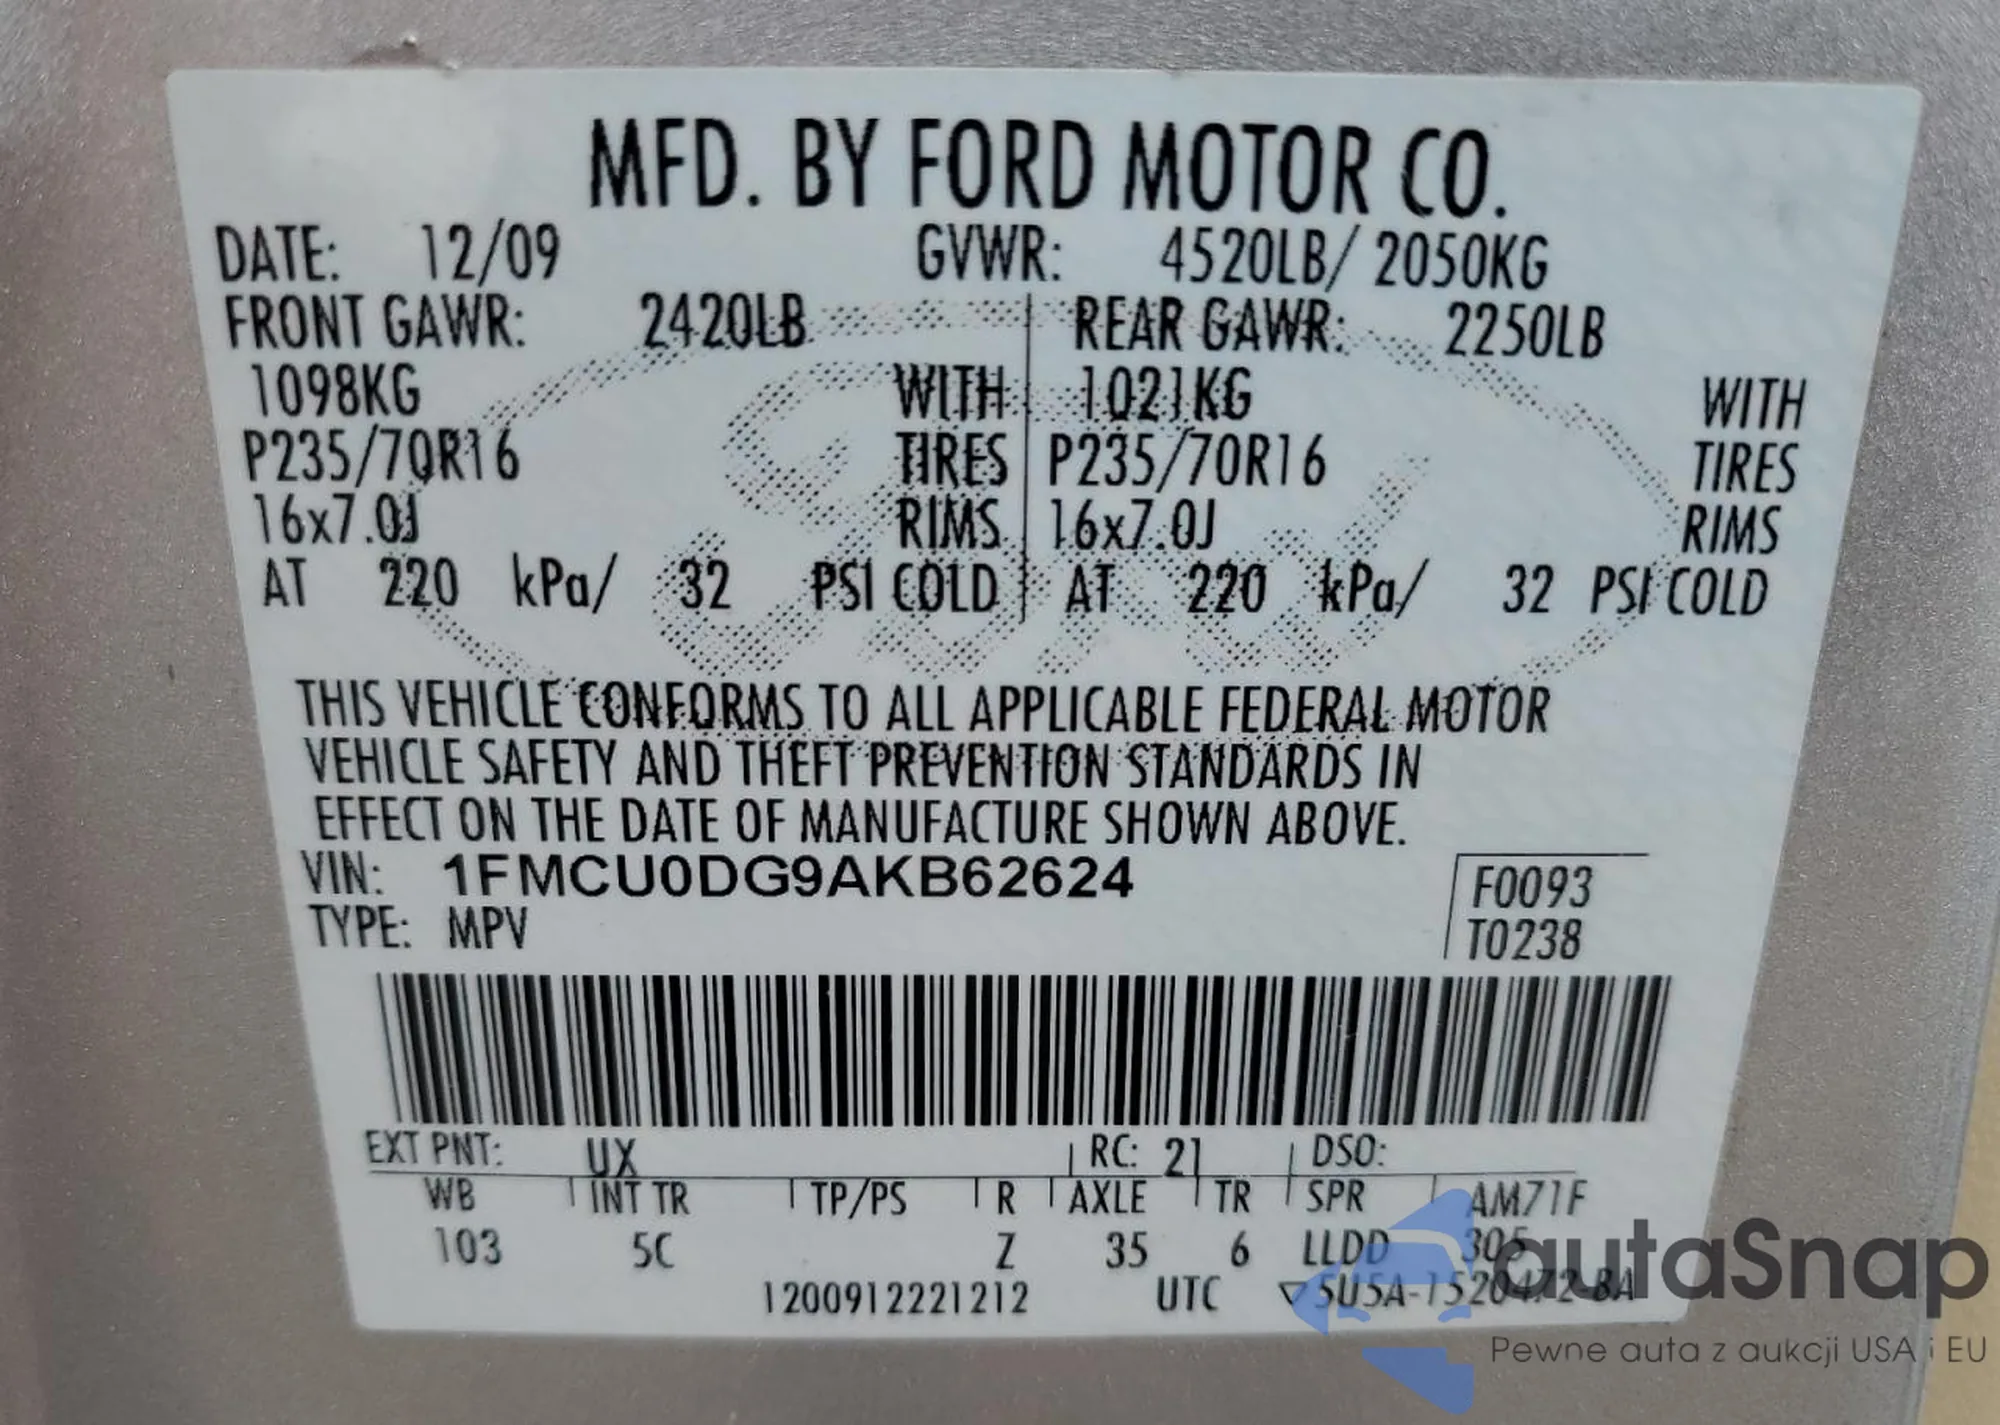 MFD. BY FORD MOTOR CO.
DATE: 12/09 GVWR: 4520LB/ 2050KG
FRONT GAWR: 2420LB REAR GAWR: 2250LB
1098KG WITH 1021KG WITH
P235/70R16 TIRES P235/70R16 TIRES
16x7.0J RIMS 16x7.0J RIMS
AT 220 kPa/ 32 PSI COLD AT 220 kPa/ 32 PSI COLD
THIS VEHICLE CONFORMS TO ALL APPLICABLE FEDERAL MOTOR
VEHICLE SAFETY AND THEFT PREVENTION STANDARDS IN
EFFECT ON THE DATE OF MANUFACTURE SHOWN ABOVE.
VIN: 1FMCU0DG9AKB62624 F0093
TYPE: MPV T0238
EXT PNT: UX RC: 21 DSO:
WB INT TR TP/PS R AXLE TR SPR AM71F
103 5C Z 35 6 LLDD 305
1200912221212 UTC ▽5U5A-1520472-BA
autaSnap
Pewne auta z aukcji USA i EU